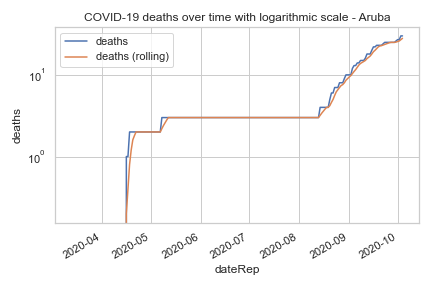 COVID-19 deaths over time with logarithmic scale - Aruba
deaths
deaths (rolling)
10¹
10⁰
deaths
2020-04
2020-05
2020-06
2020-07
2020-08
2020-09
2020-10
dateRep